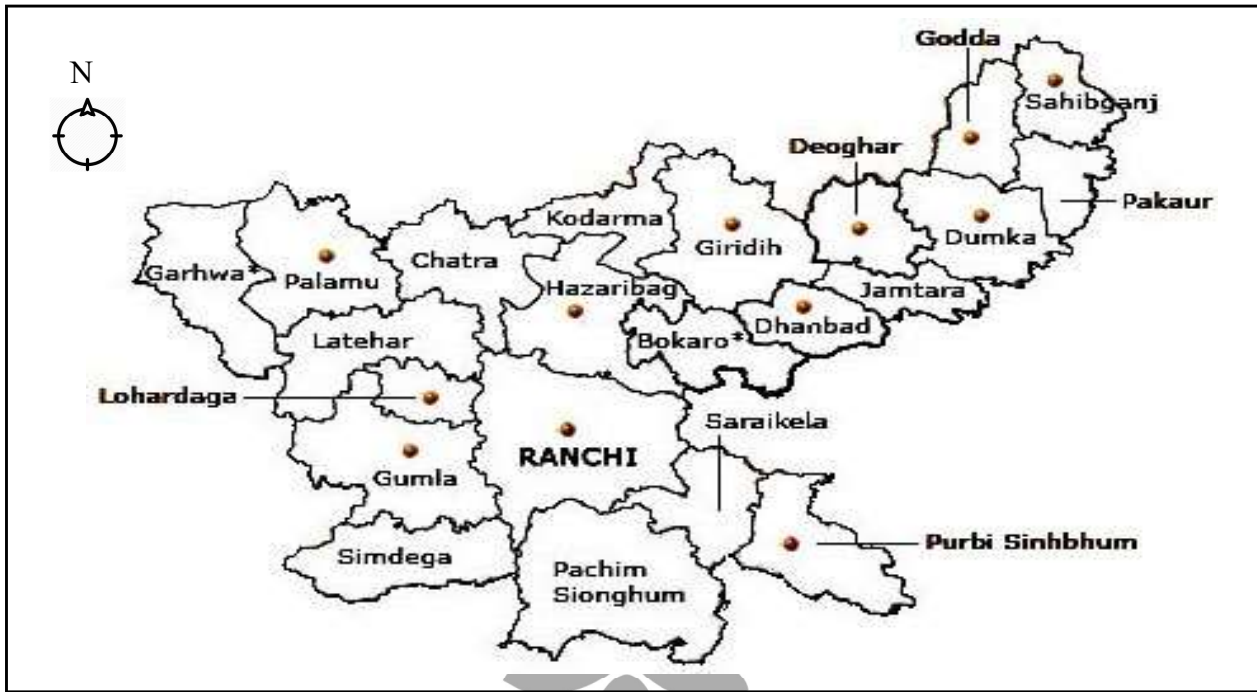 N
Godda
Sahibganj
Deoghar
Pakaur
Kodarma
Giridih
Dumka
Garhwa*
Palamu
Chatra
Hazaribag
Jamtara
Latehar
Bokaro*
Dhanbad
Lohardaga
Saraikela
RANCHI
Gumla
Purbi Sinhbhum
Simdega
Pachim
Sionghum